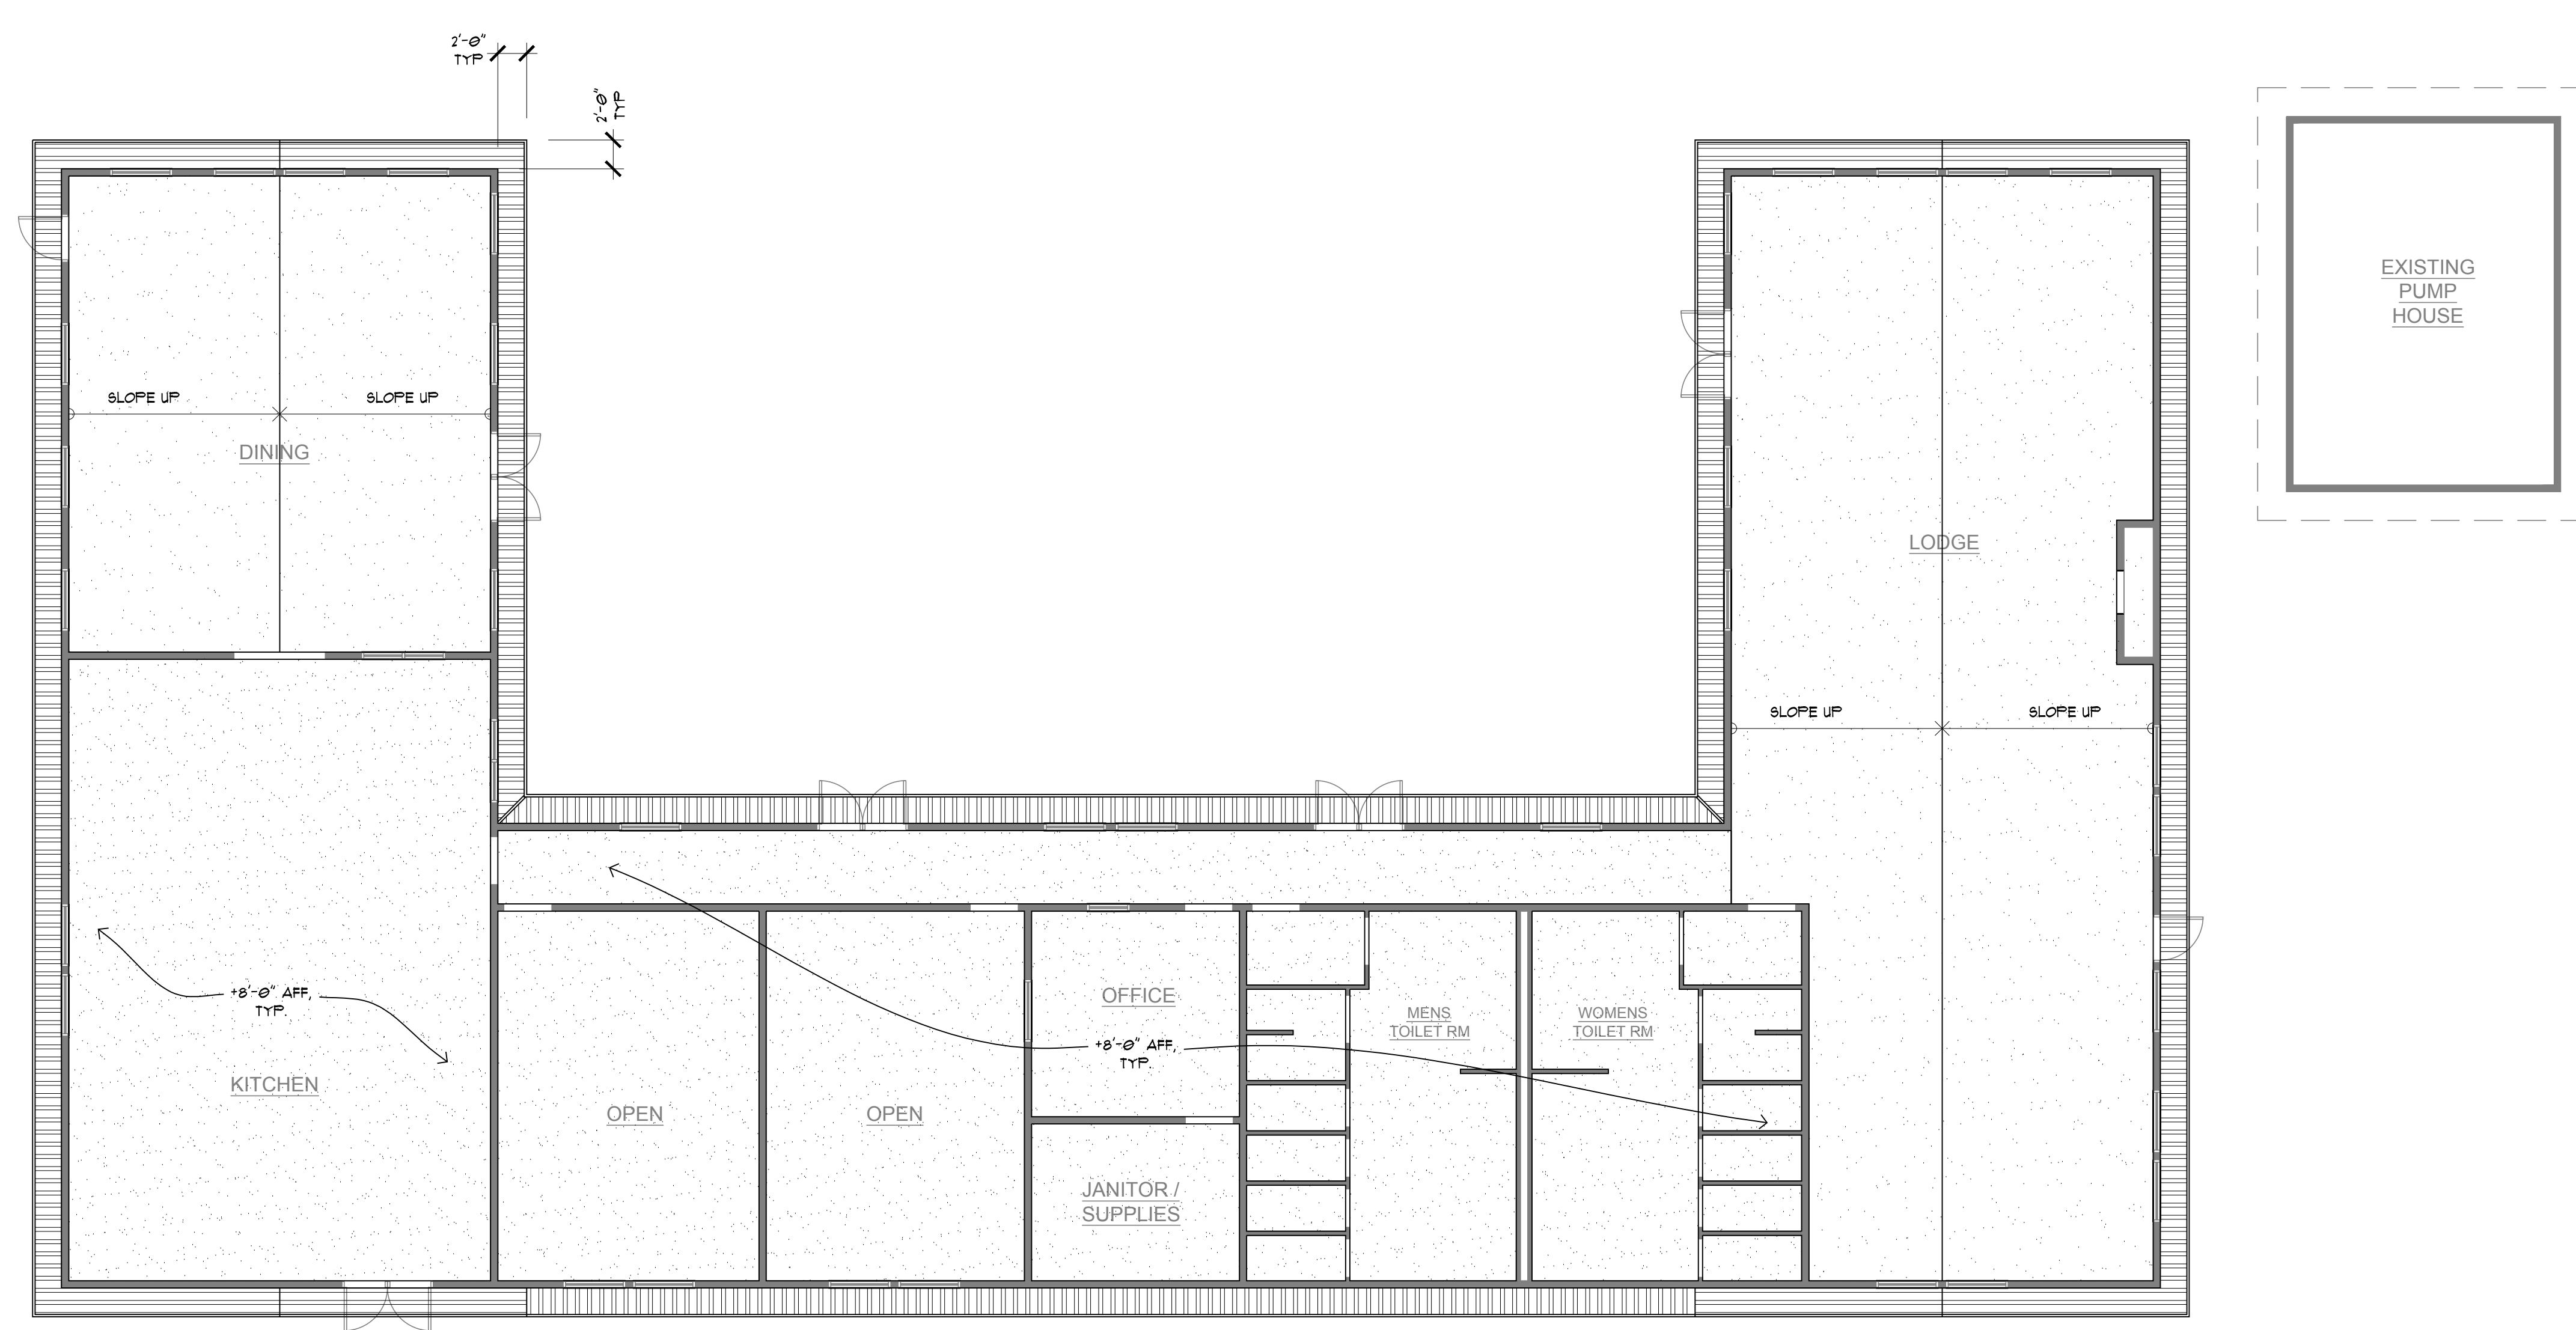 2'-0"
TYP
2'-0"
TYP
EXISTING
PUMP
HOUSE
SLOPE UP
SLOPE UP
DINING
LODGE
SLOPE UP
SLOPE UP
+8'-0" AFF,
TYP.
KITCHEN
OPEN
OPEN
OFFICE
+8'-0" AFF,
TYP.
JANITOR /
SUPPLIES
MENS
TOILET RM
WOMENS
TOILET RM